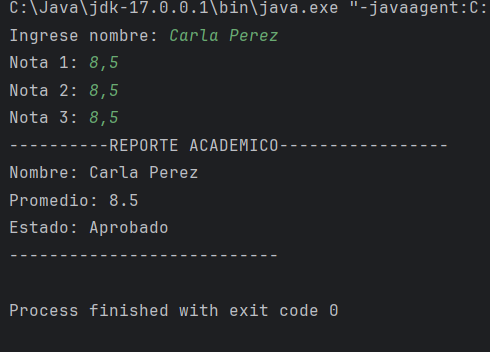 C:\Java\jdk-17.0.0.1\bin\java.exe "-javaagent:C:
Ingrese nombre: Carla Perez
Nota 1: 8,5
Nota 2: 8,5
Nota 3: 8,5
----------REPORTE ACADEMICO-----------------
Nombre: Carla Perez
Promedio: 8.5
Estado: Aprobado
---------------------------
Process finished with exit code 0